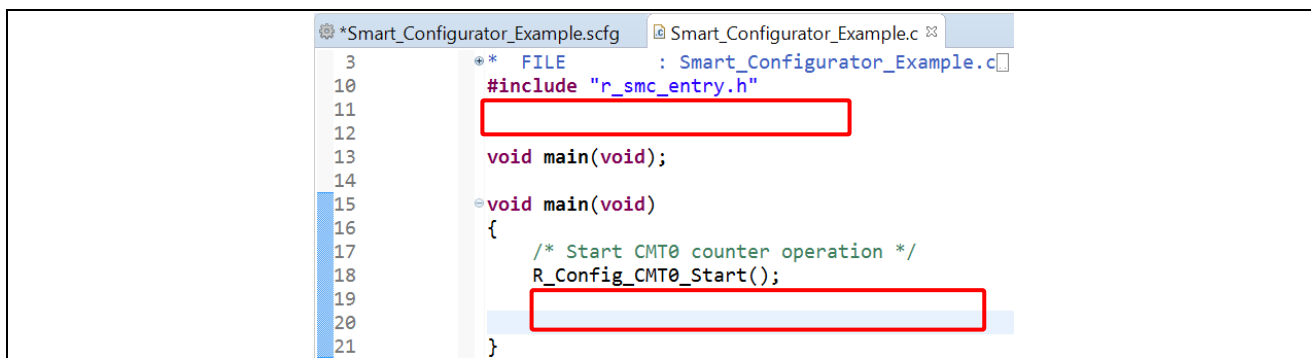 *Smart_Configurator_Example.scfg Smart_Configurator_Example.c
3 * FILE : Smart_Configurator_Example.c
10 #include "r_smc_entry.h"
11
12
13 void main(void);
14
15 void main(void)
16 {
17 /* Start CMT0 counter operation */
18 R_Config_CMT0_Start();
19
20
21 }